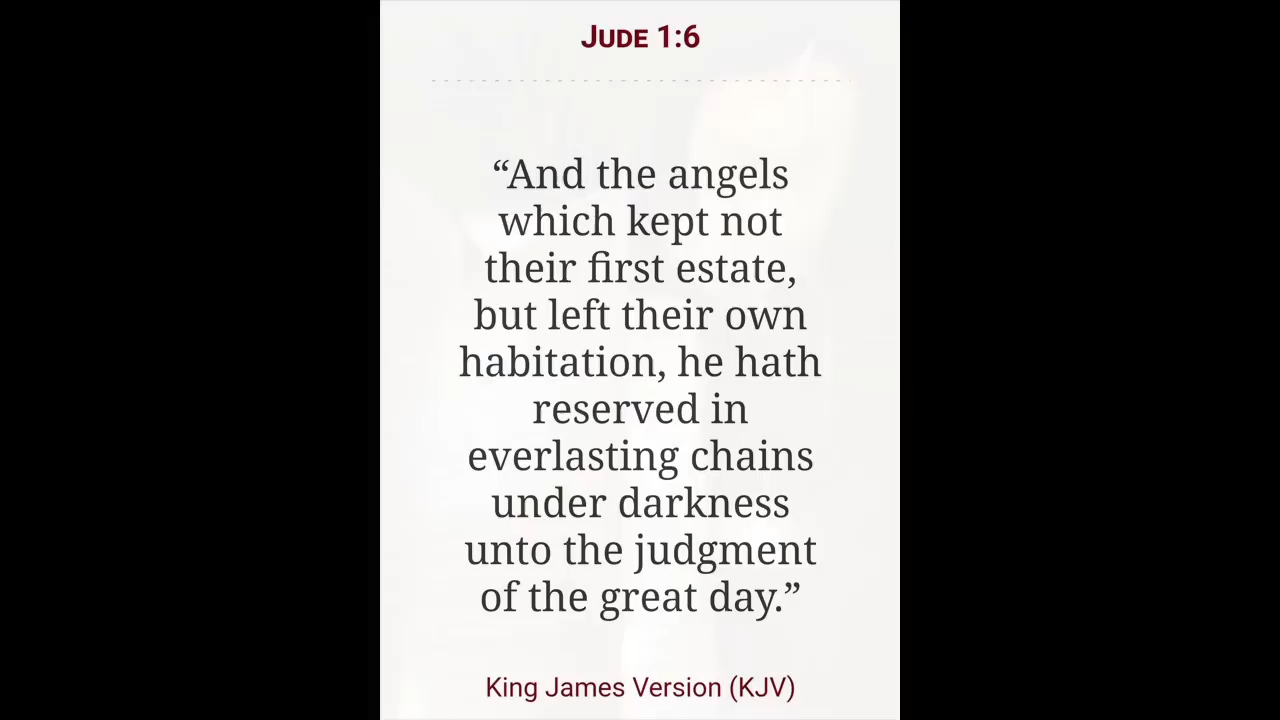 JUDE 1:6
“And the angels
which kept not
their first estate,
but left their own
habitation, he hath
reserved in
everlasting chains
under darkness
unto the judgment
of the great day.”
King James Version (KJV)